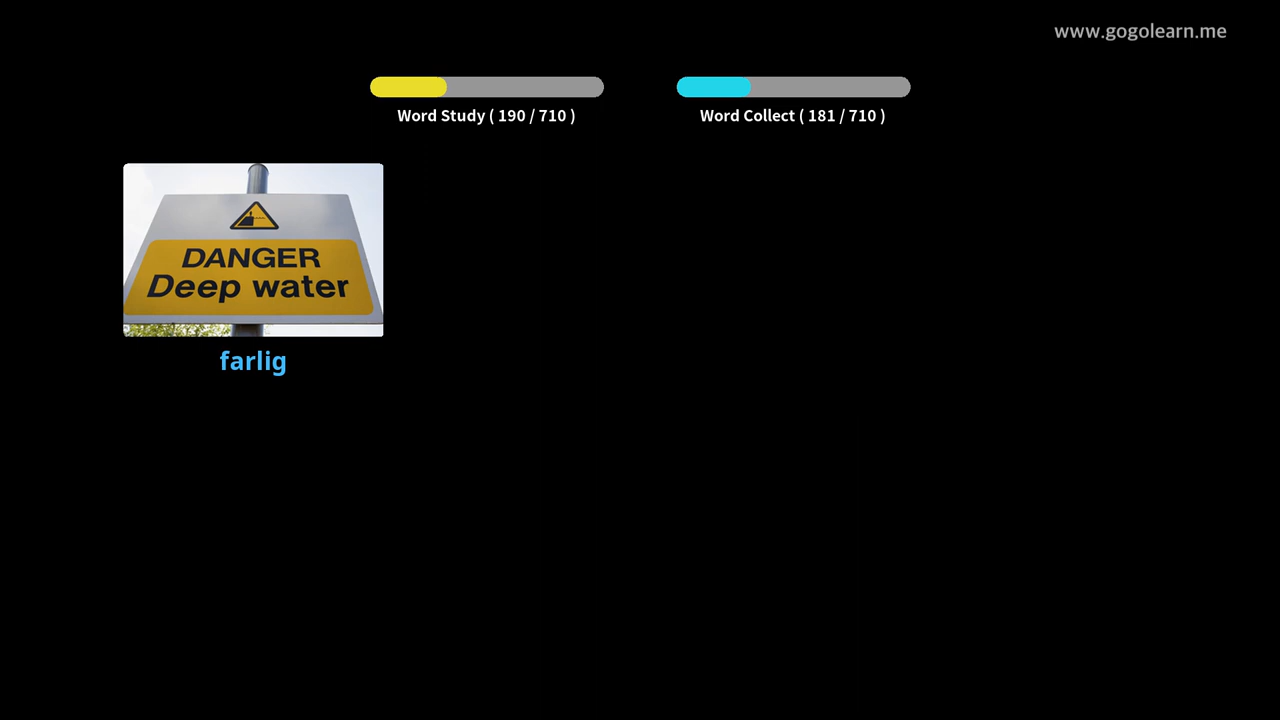 www.gogolearn.me
Word Study ( 190 / 710 )
Word Collect ( 181 / 710 )
DANGER
Deep water
farlig